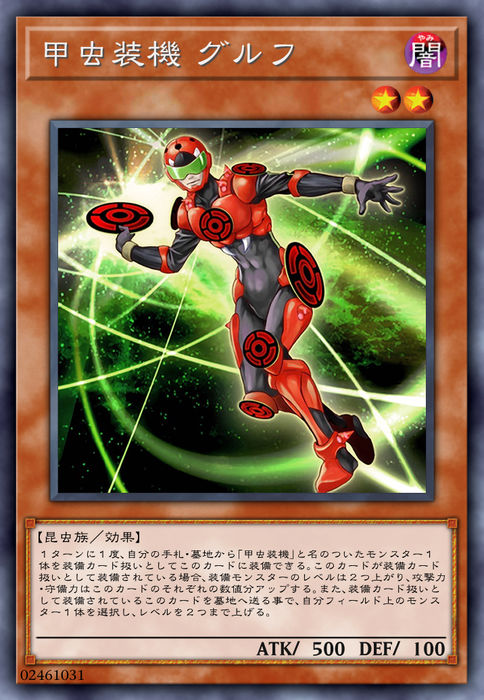 甲虫装機 グルフ
やみ
闇
【昆虫族／効果】
１ターンに１度、自分の手札・墓地から「甲虫装機」と名のついたモンスター１
体を装備カード扱いとしてこのカードに装備できる。このカードが装備カード
扱いとして装備されている場合、装備モンスターのレベルは２つ上がり、攻撃力
・守備力はこのカードのそれぞれの数値分アップする。また、装備カード扱いと
して装備されているこのカードを墓地へ送る事で、自分フィールド上のモンス
ター１体を選択し、レベルを２つまで上げる。
ATK/ 500 DEF/ 100
02461031